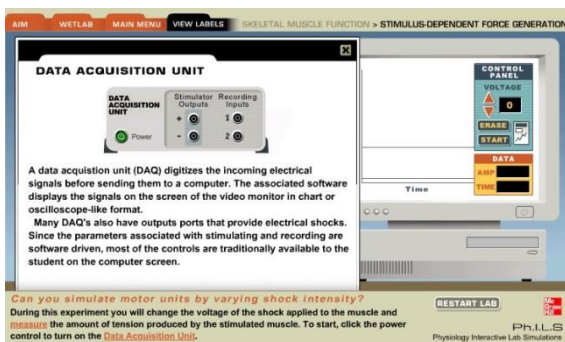 AIM WETLAB MAIN MENU VIEW LABELS SKELETAL MUSCLE FUNCTION > STIMULUS-DEPENDENT FORCE GENERATION
X
DATA ACQUISITION UNIT
DATA
ACQUISITION
UNIT
Power
Stimulator
Outputs
Recording
Inputs
+ 1
- 2
A data acquistion unit (DAQ) digitizes the incoming electrical
signals before sending them to a computer. The associated software
displays the signals on the screen of the video monitor in chart or
oscilloscope-like format.
Many DAQ's also have outputs ports that provide electrical shocks.
Since the parameters associated with stimulating and recording are
software driven, most of the controls are traditionally available to the
student on the computer screen.
CONTROL
PANEL
VOLTAGE
0
ERASE
START
DATA
AMP
TIME
Time
Can you simulate motor units by varying shock intensity?
During this experiment you will change the voltage of the shock applied to the muscle and
measure the amount of tension produced by the stimulated muscle. To start, click the power
control to turn on the Data Acquisition Unit.
RESTART LAB
Mc
Graw
Hill
Ph.I.L.S
Physiology Interactive Lab Simulations